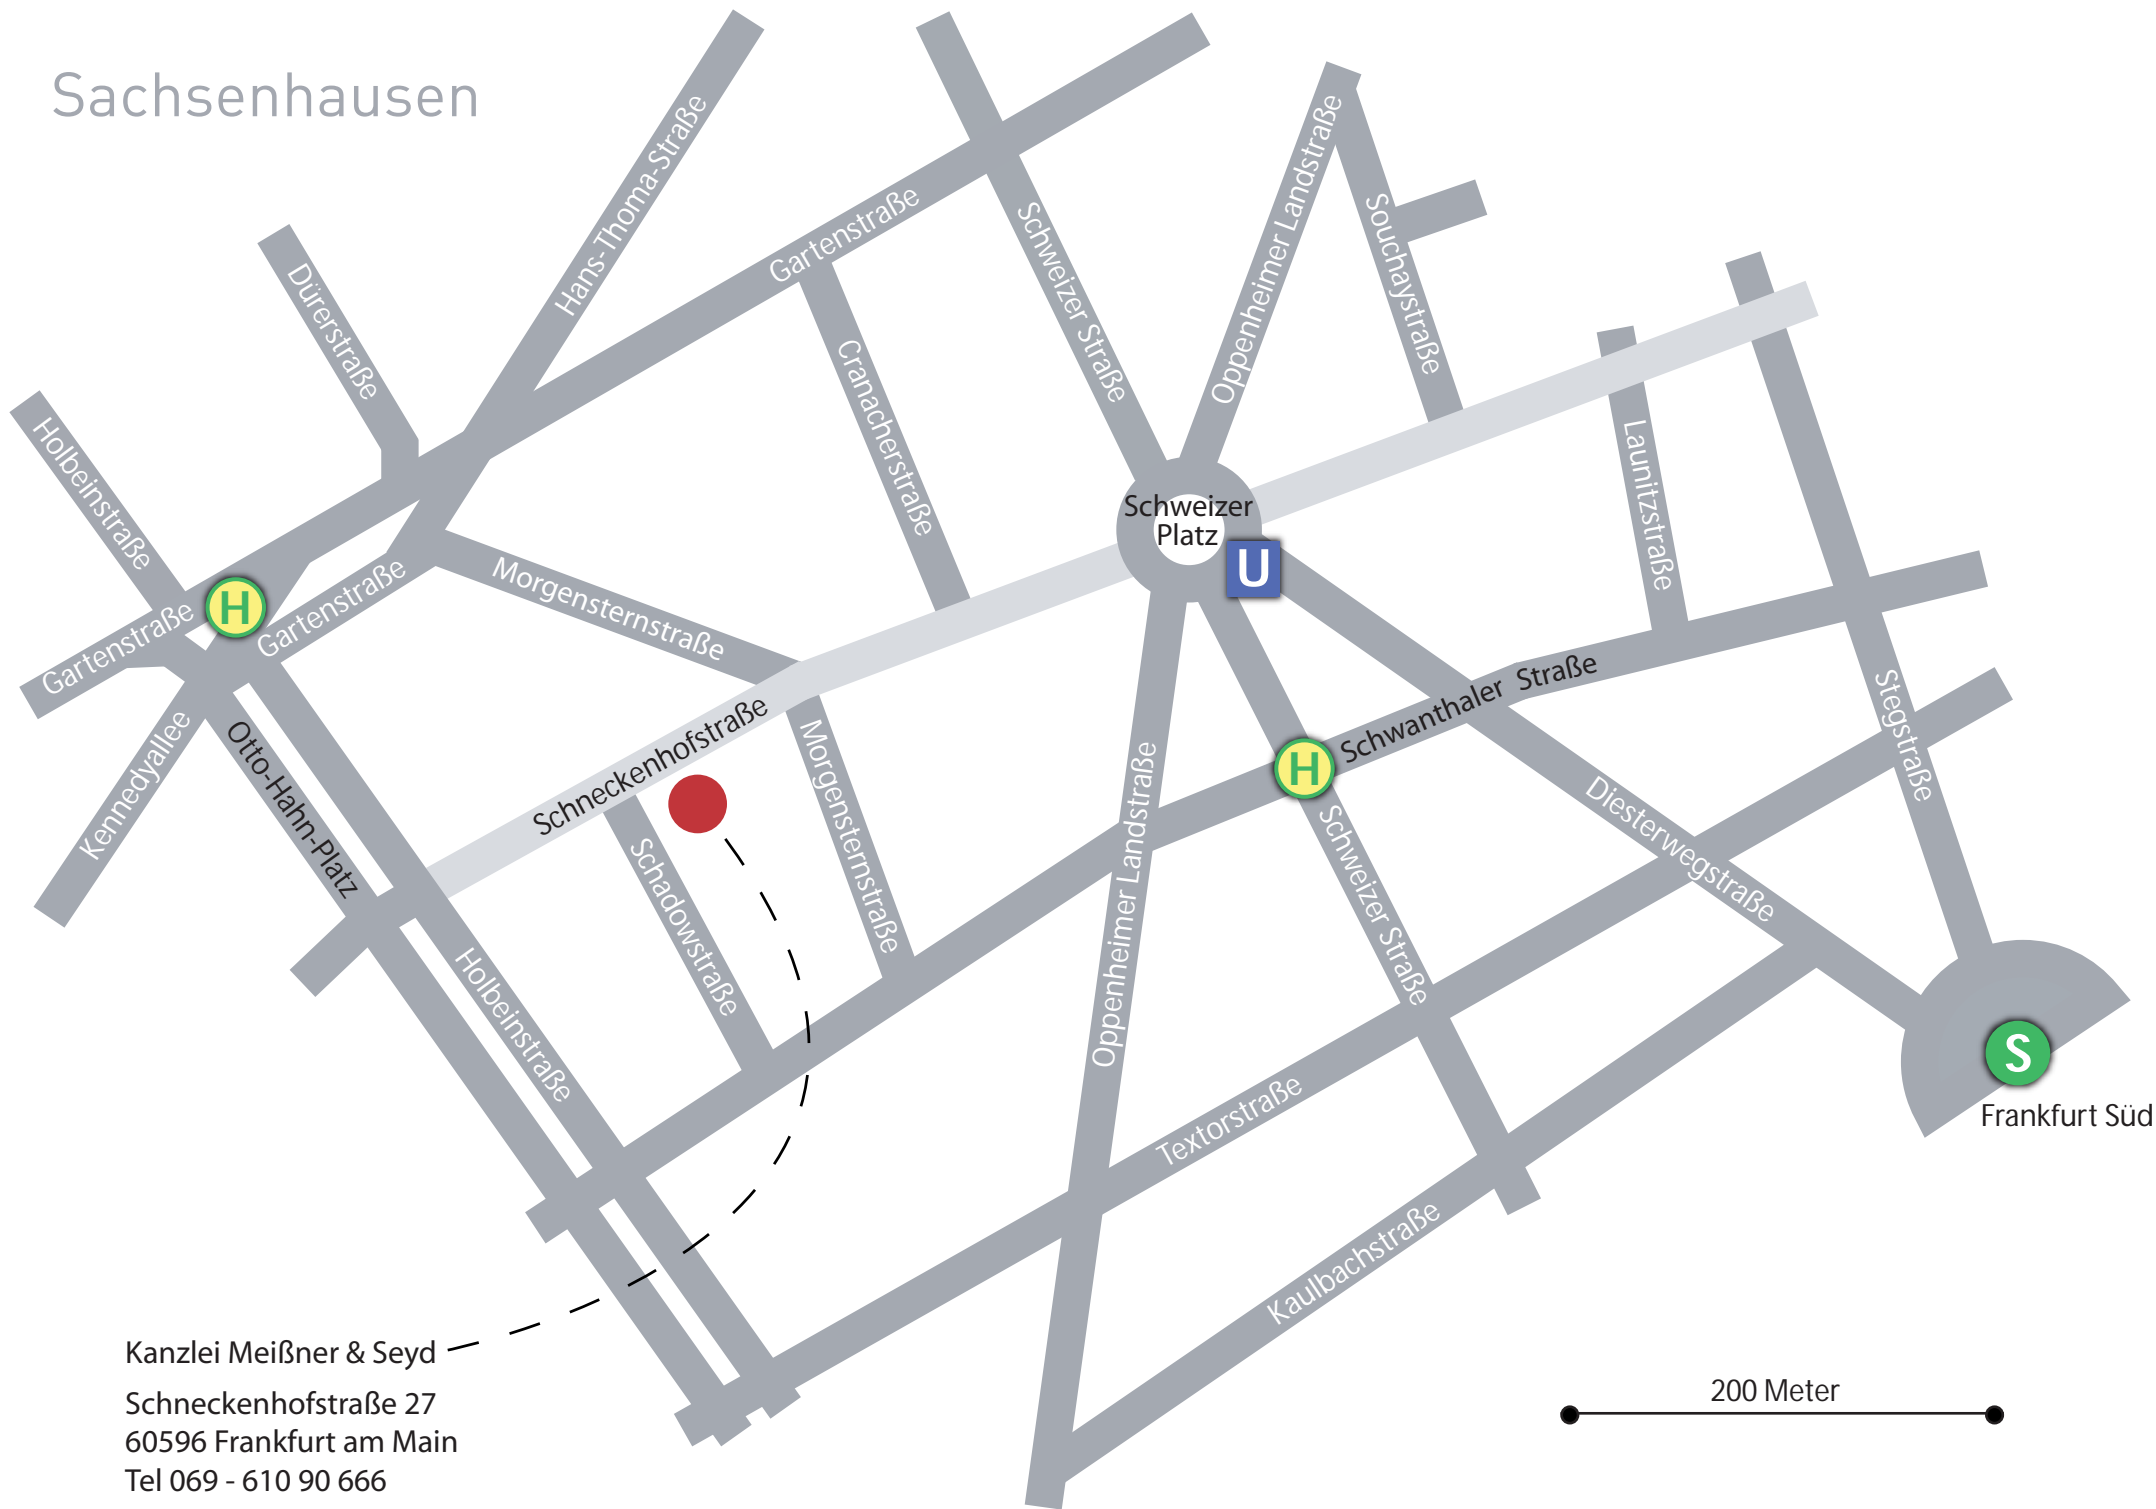 Sachsenhausen
Hans-Thoma-Straße
Gartenstraße
Schweizer Straße
Oppenheimer Landstraße
Souchaystraße
Dürerstraße
Cranacherstraße
Holbeinstraße
Launitzstraße
Schweizer
Platz
U
H
Gartenstraße
Gartenstraße
Morgensternstraße
Kennedyallee
Otto-Hahn-Platz
Schneckenhofstraße
Morgensternstraße
Schadowstraße
Holbeinstraße
Oppenheimer Landstraße
H
Schwanthaler Straße
Schweizer Straße
Diesterwegstraße
Stegstraße
S
Frankfurt Süd
Textorstraße
Kaulbachstraße
Kanzlei Meißner & Seyd
Schneckenhofstraße 27
60596 Frankfurt am Main
Tel 069 - 610 90 666
200 Meter